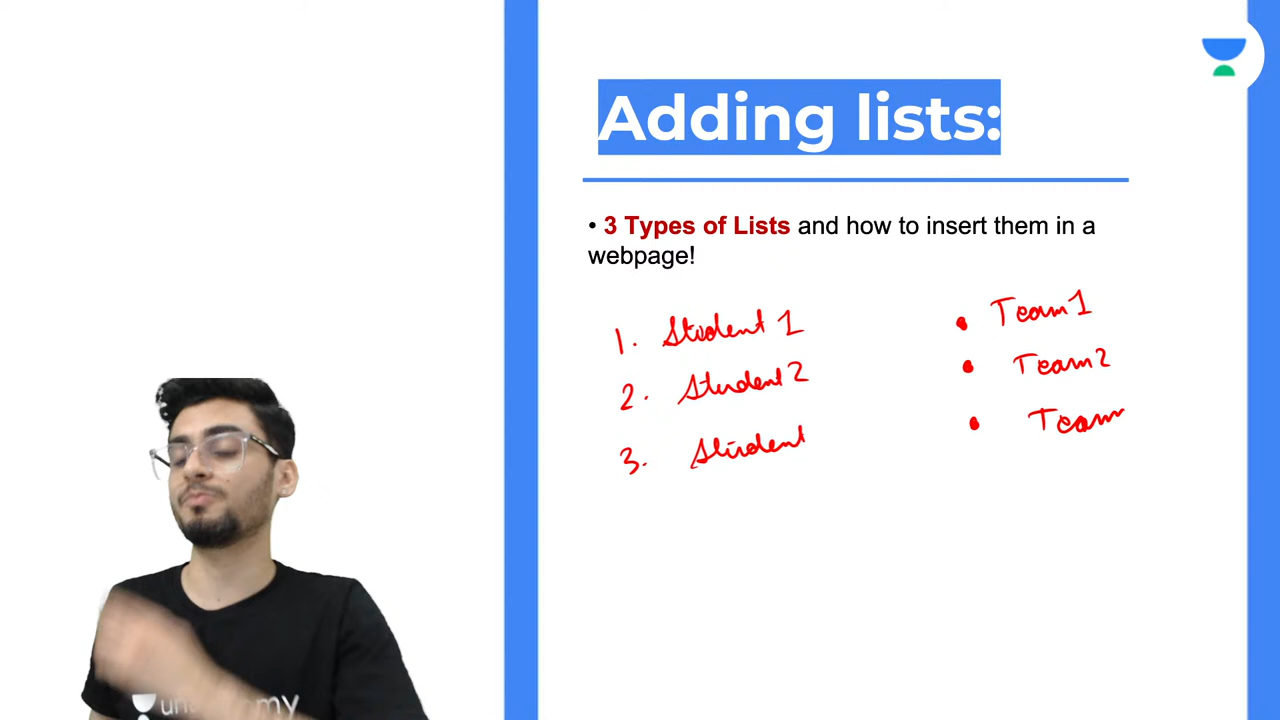 Adding lists:
• 3 Types of Lists and how to insert them in a
webpage!
1. Student 1
2. Student 2
3. Student
• Team 1
• Team 2
• Team